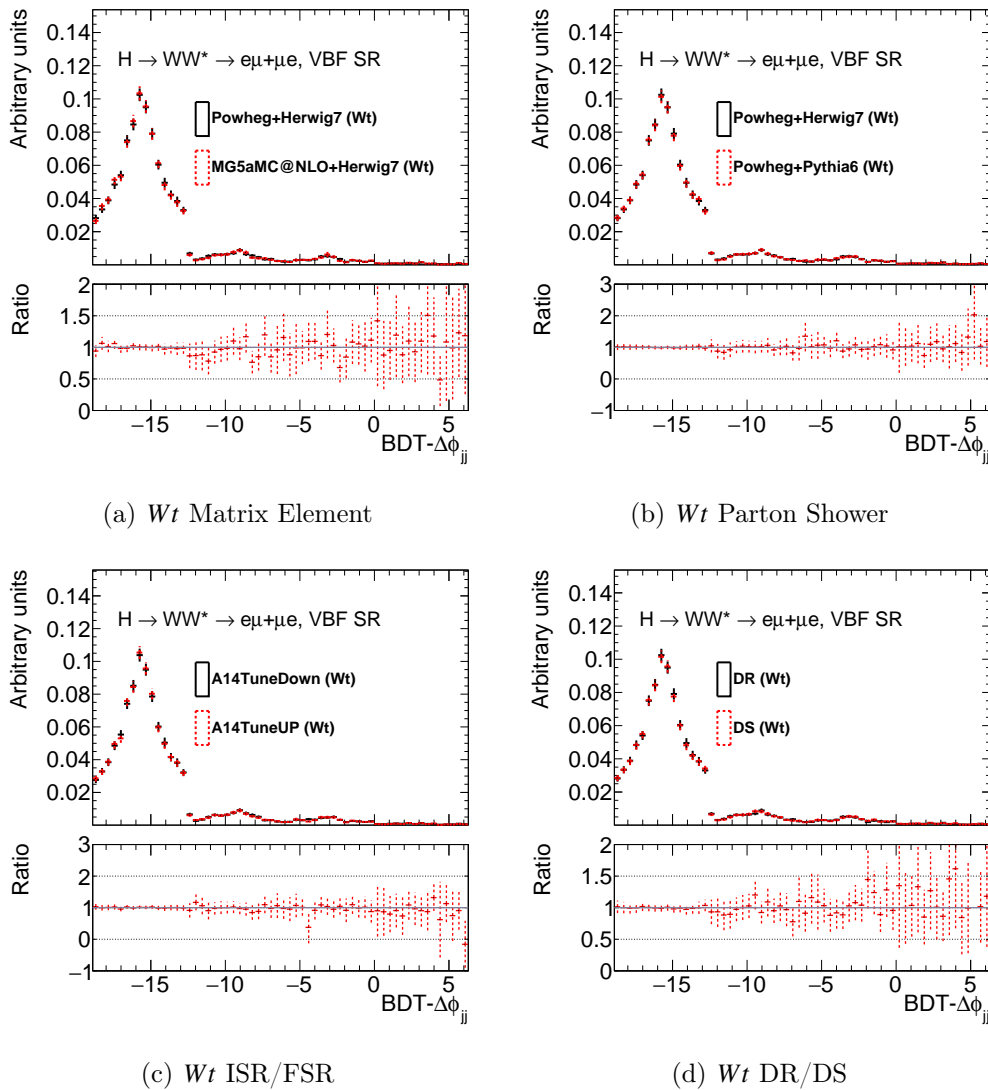 Arbitrary units
0.14
0.12
0.1
0.08
0.06
0.04
0.02
H → WW* → eμ+μe, VBF SR
Powheg+Herwig7 (Wt)
MG5aMC@NLO+Herwig7 (Wt)
Ratio
2
1.5
1
0.5
0
−15 −10 −5 0 5
BDT-Δϕjj
(a) Wt Matrix Element
Arbitrary units
0.14
0.12
0.1
0.08
0.06
0.04
0.02
H → WW* → eμ+μe, VBF SR
Powheg+Herwig7 (Wt)
Powheg+Pythia6 (Wt)
Ratio
3
2
1
0
−1
−15 −10 −5 0 5
BDT-Δϕjj
(b) Wt Parton Shower
Arbitrary units
0.14
0.12
0.1
0.08
0.06
0.04
0.02
H → WW* → eμ+μe, VBF SR
A14TuneDown (Wt)
A14TuneUP (Wt)
Ratio
3
2
1
0
−1
−15 −10 −5 0 5
BDT-Δϕjj
(c) Wt ISR/FSR
Arbitrary units
0.14
0.12
0.1
0.08
0.06
0.04
0.02
H → WW* → eμ+μe, VBF SR
DR (Wt)
DS (Wt)
Ratio
2
1.5
1
0.5
0
−15 −10 −5 0 5
BDT-Δϕjj
(d) Wt DR/DS